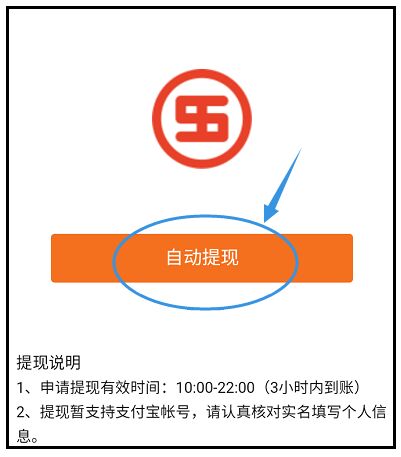 自动提现
提现说明
1、申请提现有效时间：10:00-22:00（3小时内到账）
2、提现暂支持支付宝帐号，请认真核对实名填写个人信
息。